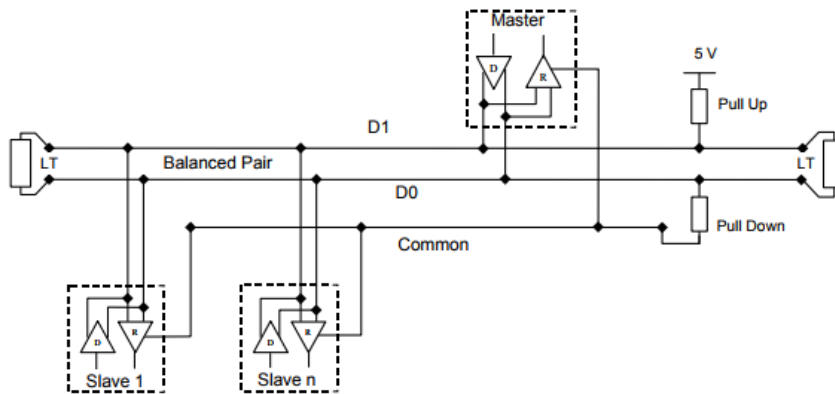 Master
D
R
5 V
Pull Up
D1
LT
Balanced Pair
LT
D0
Pull Down
Common
D
R
D
R
Slave 1
Slave n